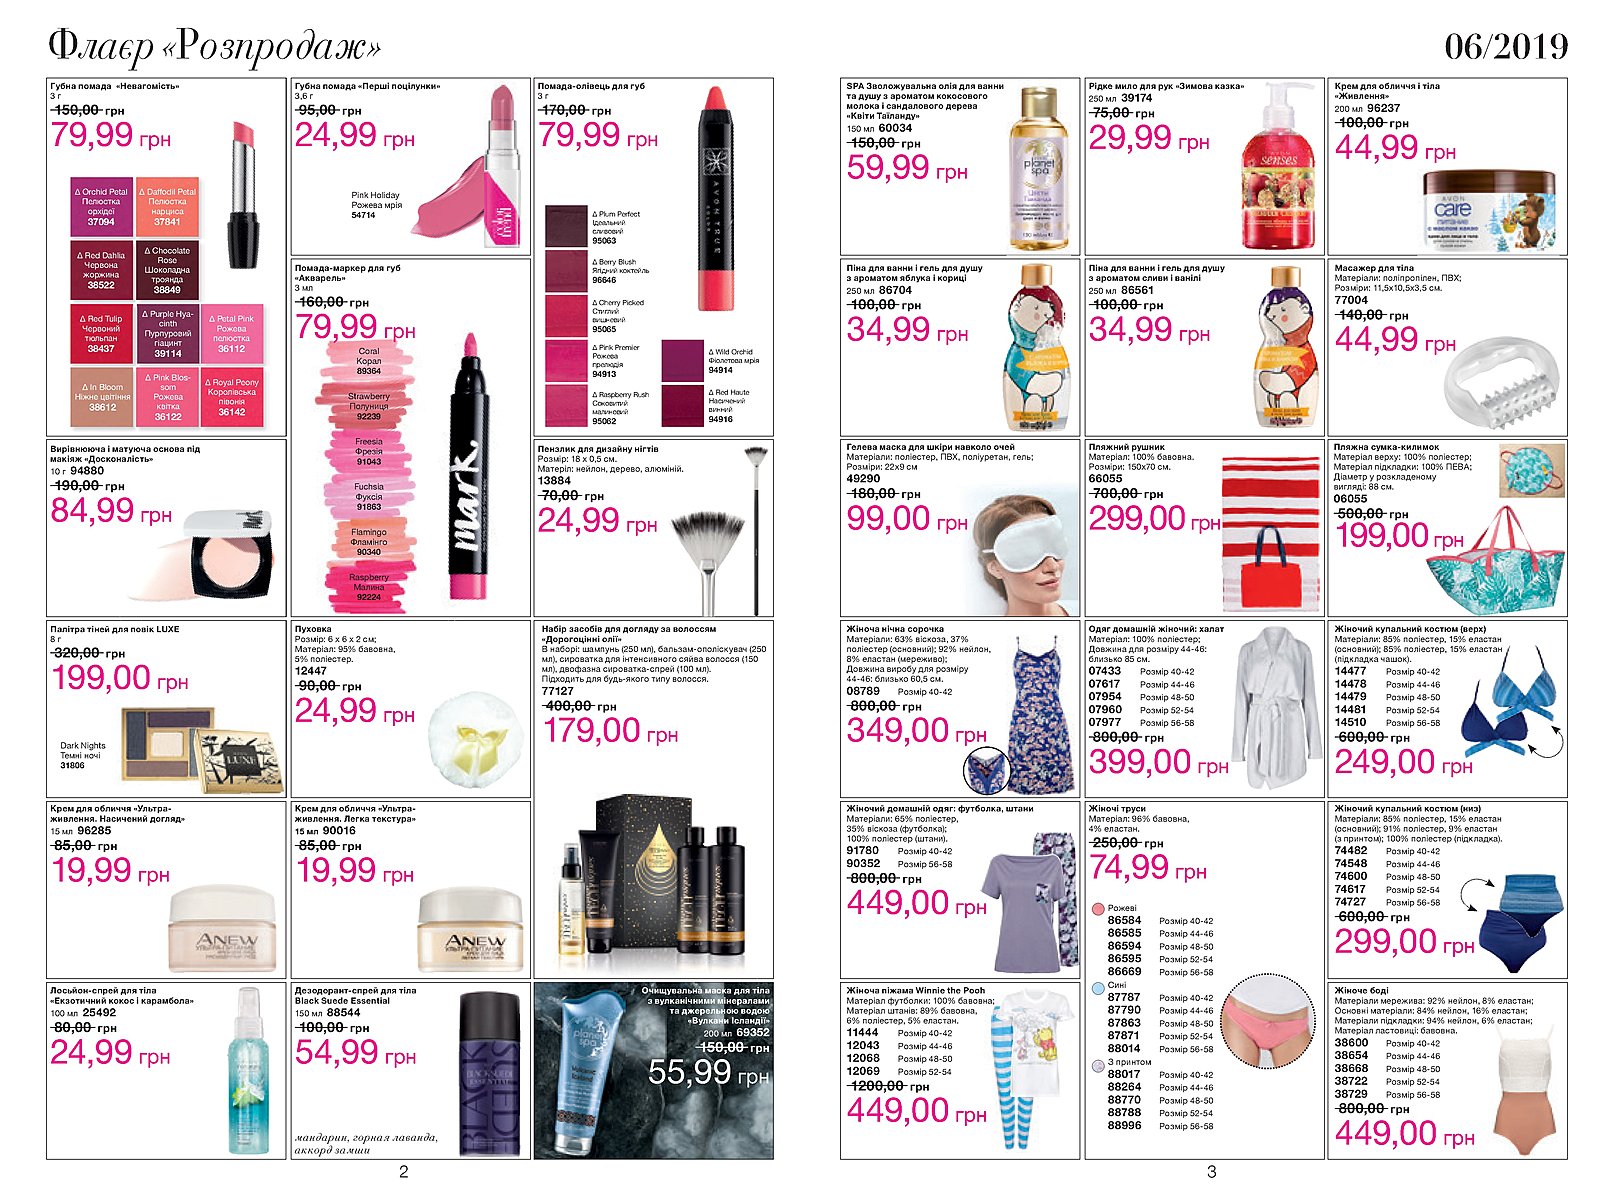 Флаєр «Розпродаж»
06/2019
Губна помада «Невагомість»
3 г
150,00 грн
79,99 грн
Δ Orchid Petal
Пелюстка
орхідеї
37094
Δ Daffodil Petal
Пелюстка
нарциса
37841
Δ Red Dahlia
Червона
жоржина
38522
Δ Chocolate
Rose
Шоколадна
троянда
38849
Δ Red Tulip
Червоний
тюльпан
38437
Δ Purple Hya-
cinth
Пурпуровий
гіацинт
39114
Δ Petal Pink
Рожева
пелюстка
36112
Δ In Bloom
Ніжне цвітіння
38612
Δ Pink Blos-
som
Рожева
квітка
36122
Δ Royal Peony
Королівська
півонія
36142
Губна помада «Перші поцілунки»
3,6 г
95,00 грн
24,99 грн
Pink Holiday
Рожева мрія
54714
Помада-маркер для губ
«Акварель»
3 мл
160,00 грн
79,99 грн
Coral
Корал
89364
Strawberry
Полуниця
92239
Freesia
Фрезія
91043
Fuchsia
Фуксія
91863
Flamingo
Фламінго
90340
Raspberry
Малина
92224
mark.
Помада-олівець для губ
3 г
170,00 грн
79,99 грн
AVON TRUE
Δ Plum Perfect
Ідеальний
сливовий
95063
Δ Berry Blush
Ягідний коктейль
96646
Δ Cherry Picked
Стиглий
вишневий
95065
Δ Pink Premier
Рожева
прелюдія
94913
Δ Wild Orchid
Фіолетова мрія
94914
Δ Raspberry Rush
Соковитий
малиновий
95062
Δ Red Haute
Насичений
винний
94916
Вирівнююча і матуюча основа під
макіяж «Досконалість»
10 г 94880
190,00 грн
84,99 грн
Пензлик для дизайну нігтів
Розмір: 18 х 0,5 см.
Матеріл: нейлон, дерево, алюміній.
13884
70,00 грн
24,99 грн
Палітра тіней для повік LUXE
8 г
320,00 грн
199,00 грн
Dark Nights
Темні ночі
31806
LUXE
Пуховка
Розмір: 6 х 6 х 2 см;
Матеріал: 95% бавовна,
5% поліестер.
12447
90,00 грн
24,99 грн
Набір засобів для догляду за волоссям
«Дорогоцінні олії»
В наборі: шампунь (250 мл), бальзам-ополіскувач (250
мл), сироватка для інтенсивного сяйва волосся (150
мл), двофазна сироватка-спрей (100 мл).
Підходить для будь-якого типу волосся.
77127
400,00 грн
179,00 грн
Крем для обличчя «Ультра-
живлення. Насичений догляд»
15 мл 96285
85,00 грн
19,99 грн
ANEW
Крем для обличчя «Ультра-
живлення. Легка текстура»
15 мл 90016
85,00 грн
19,99 грн
ANEW
Лосьйон-спрей для тіла
«Екзотичний кокос і карамбола»
100 мл 25492
80,00 грн
24,99 грн
Дезодорант-спрей для тіла
Black Suede Essential
150 мл 88544
100,00 грн
54,99 грн
BLACK SUEDE
мандарин, горная лаванда,
аккорд замши
Очищувальна маска для тіла
з вулканічними мінералами
та джерельною водою
«Вулкани Ісландії»
200 мл 69352
150,00 грн
55,99 грн
planet
spa
2
SPA Зволожувальна олія для ванни
та душу з ароматом кокосового
молока і сандалового дерева
«Квіти Таїланду»
150 мл 60034
150,00 грн
59,99 грн
planet
spa
Рідке мило для рук «Зимова казка»
250 мл 39174
75,00 грн
29,99 грн
senses
Крем для обличчя і тіла
«Живлення»
200 мл 96237
100,00 грн
44,99 грн
AVON
care
питание
с маслом какао
Піна для ванни і гель для душу
з ароматом яблука і кориці
250 мл 86704
100,00 грн
34,99 грн
Піна для ванни і гель для душу
з ароматом сливи і ванілі
250 мл 86561
100,00 грн
34,99 грн
Масажер для тіла
Матеріали: поліпропілен, ПВХ;
Розміри: 11,5х10,5х3,5 см.
77004
140,00 грн
44,99 грн
Гелева маска для шкіри навколо очей
Матеріали: поліестер, ПВХ, поліуретан, гель;
Розміри: 22х9 см
49290
180,00 грн
99,00 грн
Пляжний рушник
Матеріал: 100% бавовна.
Розміри: 150х70 см.
66055
700,00 грн
299,00 грн
Пляжна сумка-килимок
Матеріал верху: 100% поліестер;
Матеріал підкладки: 100% ПЕВА;
Діаметр у розкладеному
вигляді: 88 см.
06055
500,00 грн
199,00 грн
Жіноча нічна сорочка
Матеріали: 63% віскоза, 37%
поліестер (основний); 92% нейлон,
8% еластан (мереживо);
Довжина виробу для розміру
44-46: близько 60,5 см.
08789 Розмір 40-42
800,00 грн
349,00 грн
Одяг домашній жіночий: халат
Матеріал: 100% поліестер;
Довжина для розміру 44-46:
близько 85 см.
07433 Розмір 40-42
07617 Розмір 44-46
07954 Розмір 48-50
07960 Розмір 52-54
07977 Розмір 56-58
800,00 грн
399,00 грн
Жіночий купальний костюм (верх)
Матеріали: 85% поліестер, 15% еластан
(основний); 85% поліестер, 15% еластан
(підкладка чашок).
14477 Розмір 40-42
14478 Розмір 44-46
14479 Розмір 48-50
14481 Розмір 52-54
14510 Розмір 56-58
600,00 грн
249,00 грн
Жіночий домашній одяг: футболка, штани
Матеріали: 65% поліестер,
35% віскоза (футболка);
100% поліестер (штани).
91780 Розмір 40-42
90352 Розмір 56-58
800,00 грн
449,00 грн
Жіночі труси
Матеріал: 96% бавовна,
4% еластан.
250,00 грн
74,99 грн
Рожеві
86584 Розмір 40-42
86585 Розмір 44-46
86594 Розмір 48-50
86595 Розмір 52-54
86669 Розмір 56-58
Сині
87787 Розмір 40-42
87790 Розмір 44-46
87863 Розмір 48-50
87871 Розмір 52-54
88014 Розмір 56-58
З принтом
88017 Розмір 40-42
88264 Розмір 44-46
88770 Розмір 48-50
88788 Розмір 52-54
88996 Розмір 56-58
Жіночий купальний костюм (низ)
Матеріали: 85% поліестер, 15% еластан
(основний); 91% поліестер, 9% еластан
(з принтом); 100% поліестер (підкладка).
74482 Розмір 40-42
74548 Розмір 44-46
74600 Розмір 48-50
74617 Розмір 52-54
74727 Розмір 56-58
600,00 грн
299,00 грн
Жіноча піжама Winnie the Pooh
Матеріал футболки: 100% бавовна;
Матеріал штанів: 89% бавовна,
6% поліестер, 5% еластан.
11444 Розмір 40-42
12043 Розмір 44-46
12068 Розмір 48-50
12069 Розмір 52-54
1200,00 грн
449,00 грн
Жіноче боді
Матеріали мережива: 92% нейлон, 8% еластан;
Основні матеріали: 84% нейлон, 16% еластан;
Матеріали підкладки: 94% нейлон, 6% еластан;
Матеріал ластовиці: бавовна.
38600 Розмір 40-42
38654 Розмір 44-46
38668 Розмір 48-50
38722 Розмір 52-54
38729 Розмір 56-58
800,00 грн
449,00 грн
3